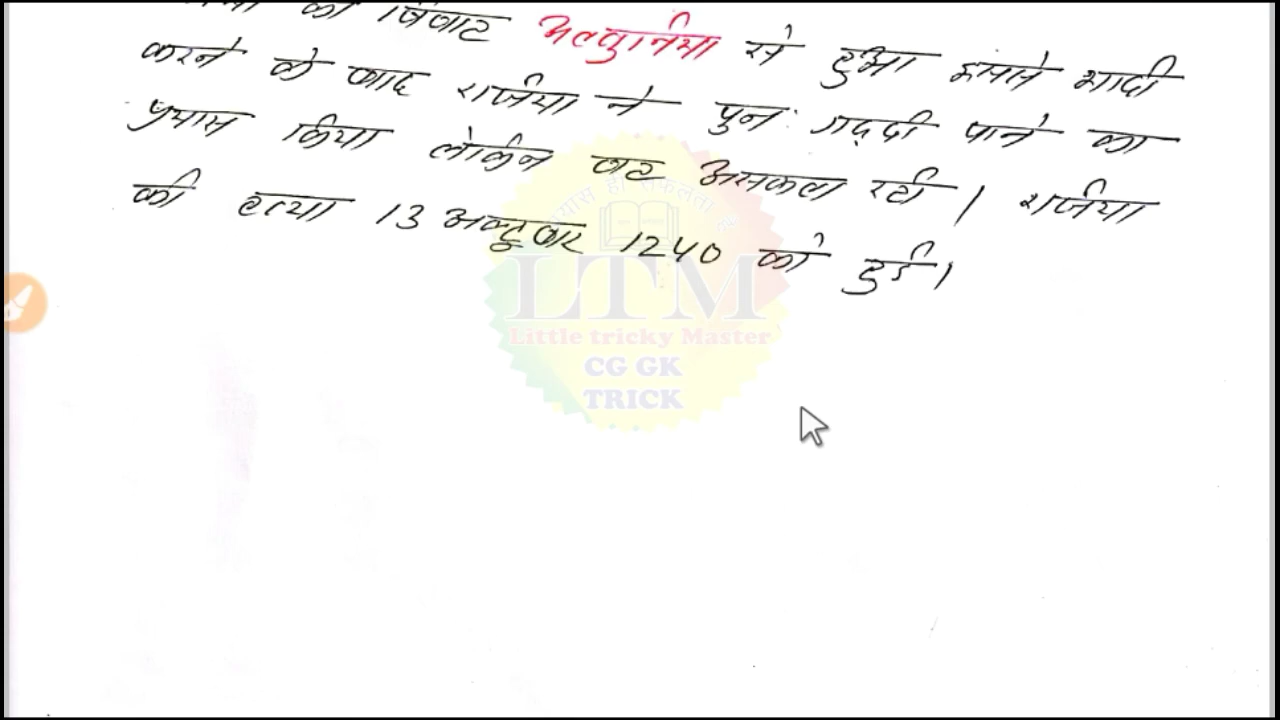 का विवाह अल्तुनिया से हुआ इससे शादी
करने के बाद रजिया ने पुनः गद्दी पाने का
प्रयास किया लेकिन वह असफल रही । रजिया
की हत्या 13 अक्टूबर 1240 को हुई।
LTM
Little tricky Master
CG GK
TRICK